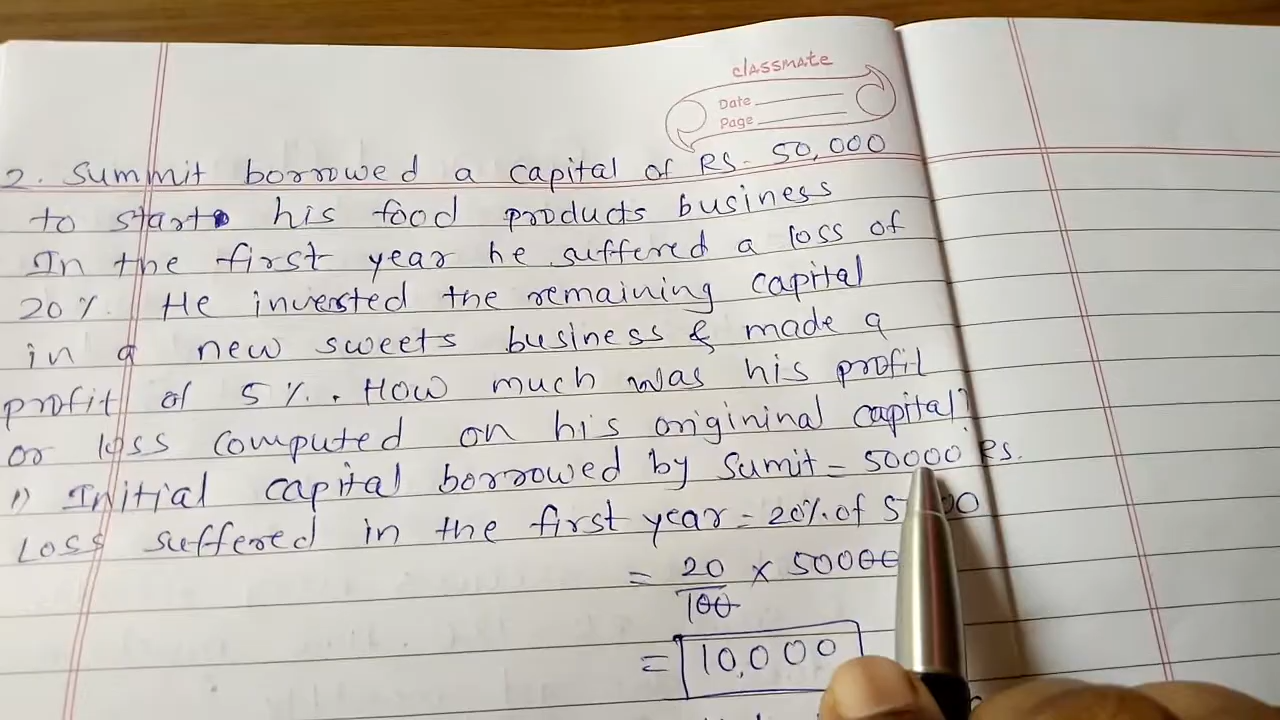 classmate
Date
Page
2. Summit borrowed a capital of Rs. 50,000
to start his food products business
In the first year he suffered a loss of
20%. He invested the remaining capital
in a new sweets business & made a
profit of 5%. How much was his profit
or loss computed on his origininal capital?
1) Initial capital borrowed by Sumit = 50000 Rs.
Loss suffered in the first year = 20% of
= 20/100 × 50000
= 10,000